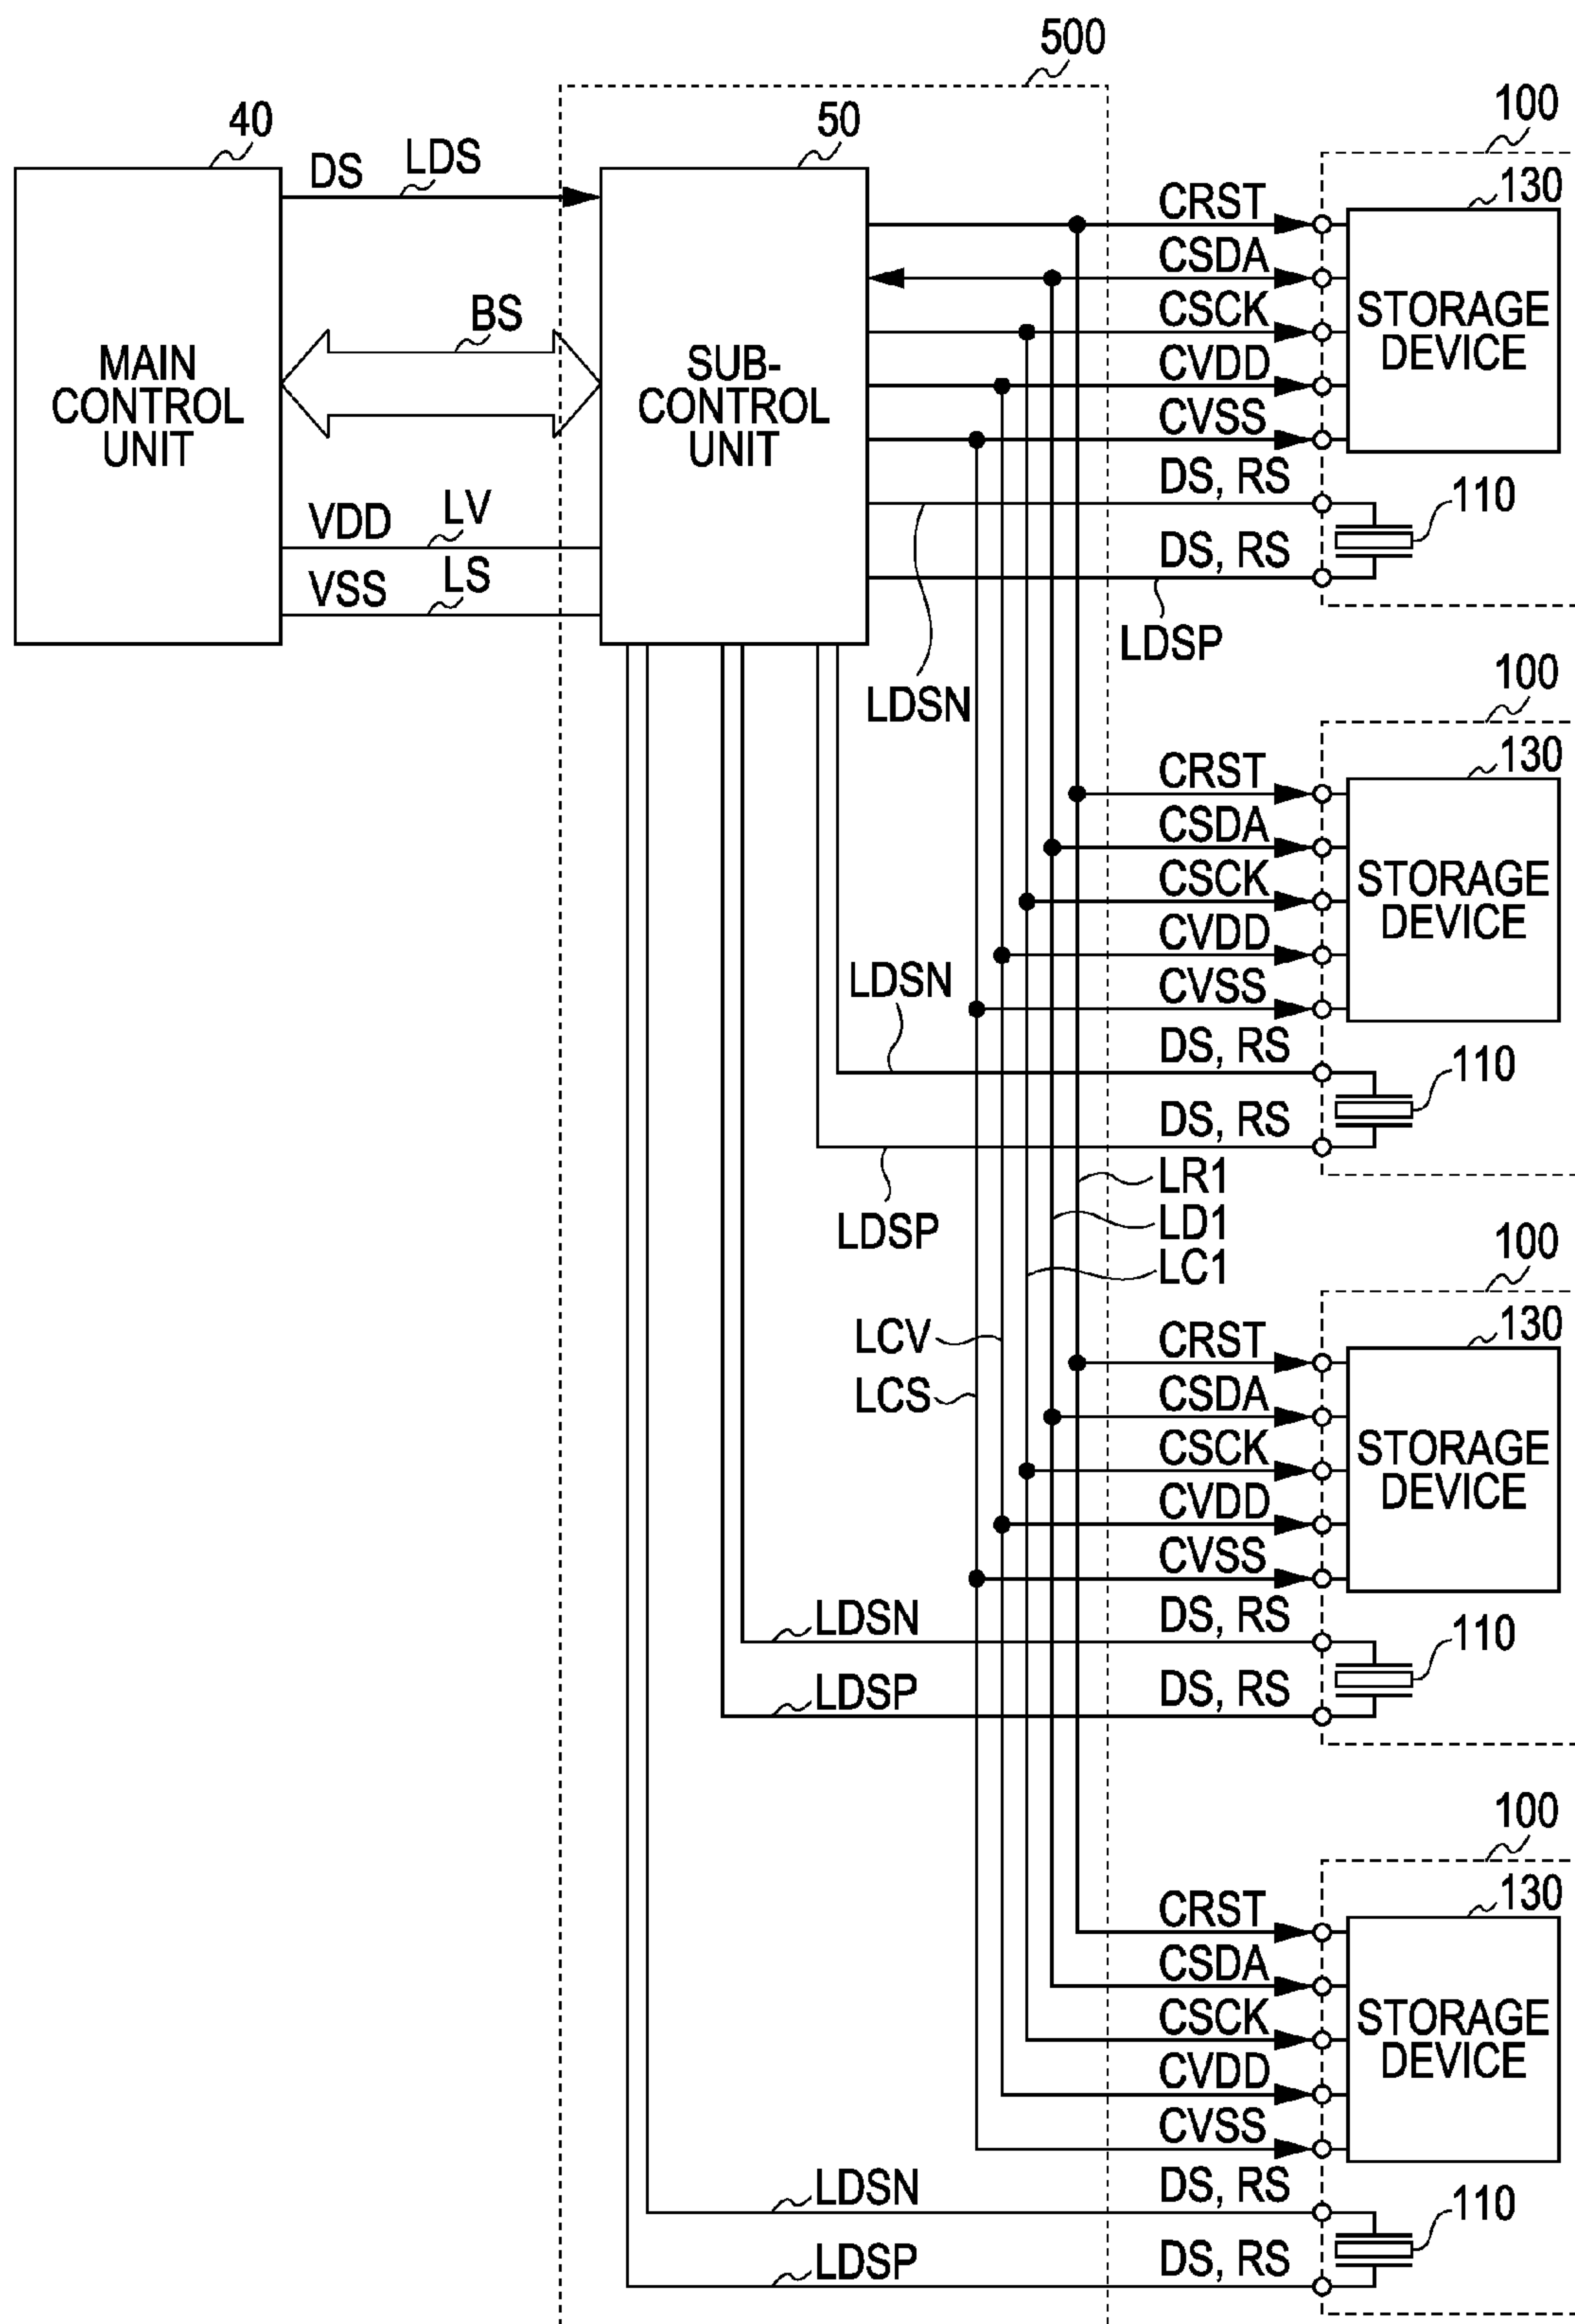 500
40
50
100
DS
LDS
BS
MAIN
CONTROL
UNIT
VDD
LV
VSS
LS
SUB-
CONTROL
UNIT
CRST
CSDA
CSCK
CVDD
CVSS
DS, RS
DS, RS
130
STORAGE
DEVICE
110
LDSP
LDSN
100
CRST
CSDA
CSCK
CVDD
CVSS
DS, RS
DS, RS
130
STORAGE
DEVICE
110
LDSN
LDSP
LR1
LD1
LC1
LCV
LCS
100
CRST
CSDA
CSCK
CVDD
CVSS
DS, RS
DS, RS
130
STORAGE
DEVICE
110
LDSN
LDSP
100
CRST
CSDA
CSCK
CVDD
CVSS
DS, RS
DS, RS
130
STORAGE
DEVICE
110
LDSN
LDSP